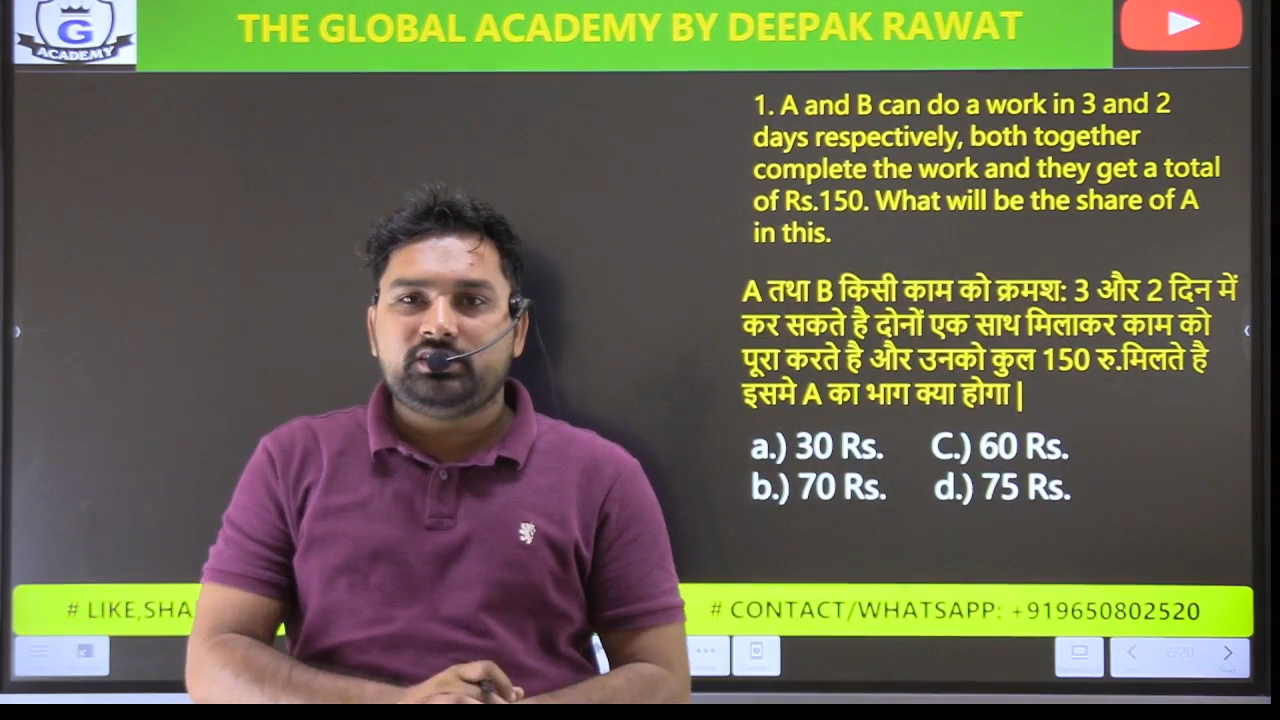 G
ACADEMY
THE GLOBAL ACADEMY BY DEEPAK RAWAT
1. A and B can do a work in 3 and 2
days respectively, both together
complete the work and they get a total
of Rs.150. What will be the share of A
in this.
A तथा B किसी काम को क्रमश: 3 और 2 दिन में
कर सकते है दोनों एक साथ मिलाकर काम को
पूरा करते है और उनको कुल 150 रु.मिलते है
इसमे A का भाग क्या होगा |
a.) 30 Rs. C.) 60 Rs.
b.) 70 Rs. d.) 75 Rs.
# LIKE,SHA
# CONTACT/WHATSAPP: +919650802520
2/20